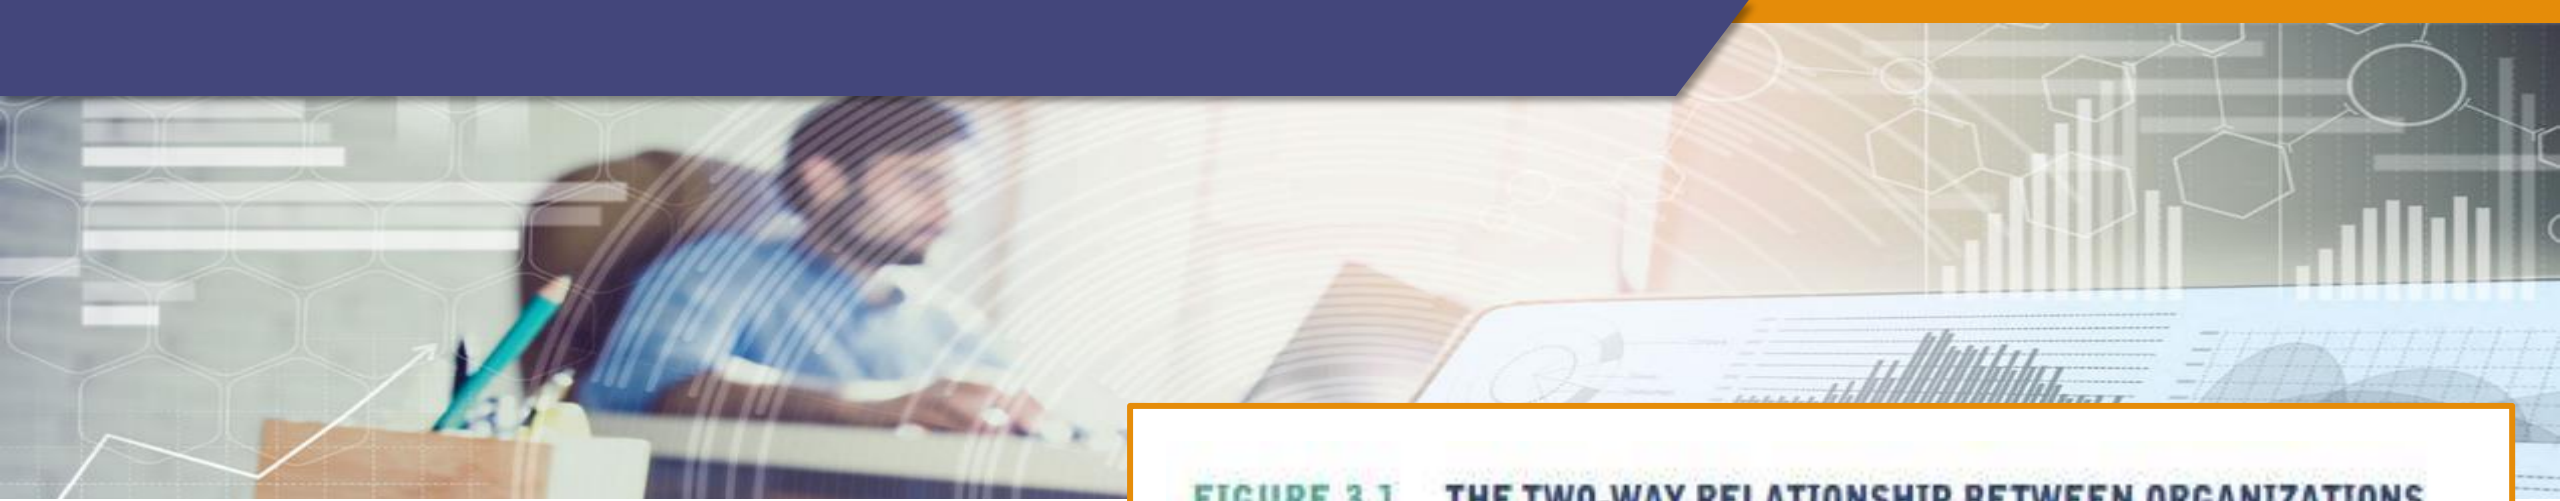 FIGURE 3.1 THE TWO-WAY RELATIONSHIP BETWEEN ORGANIZATIONS